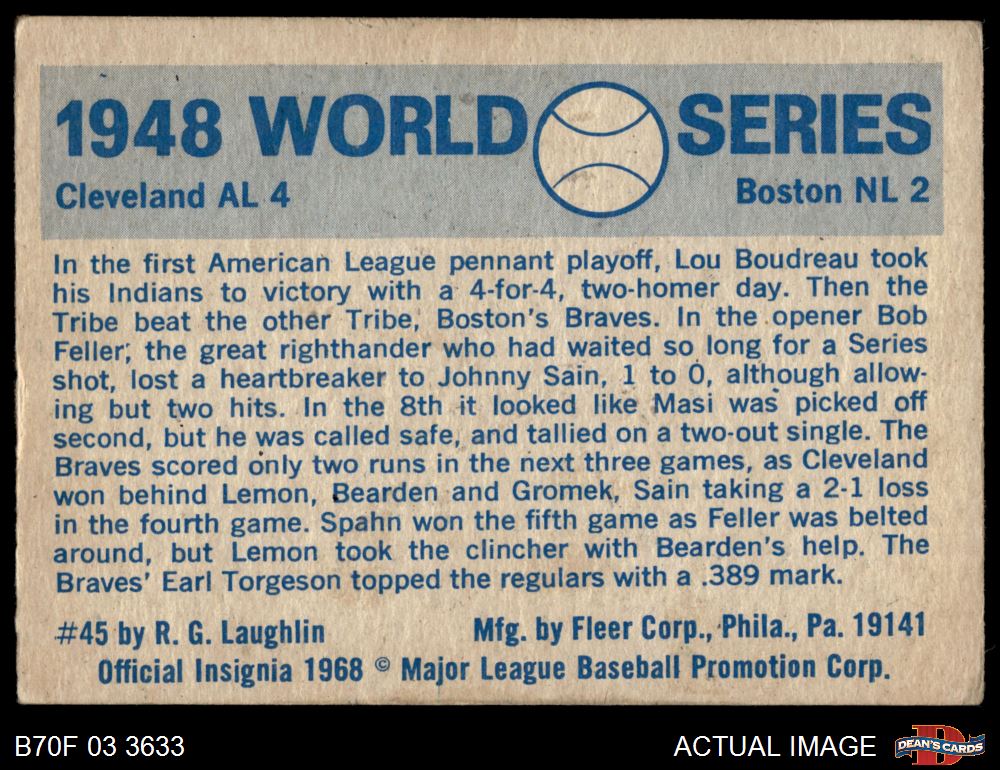 1948 WORLD SERIES
Cleveland AL 4 Boston NL 2
In the first American League pennant playoff, Lou Boudreau took
his Indians to victory with a 4-for-4, two-homer day. Then the
Tribe beat the other Tribe, Boston's Braves. In the opener Bob
Feller, the great righthander who had waited so long for a Series
shot, lost a heartbreaker to Johnny Sain, 1 to 0, although allow-
ing but two hits. In the 8th it looked like Masi was picked off
second, but he was called safe, and tallied on a two-out single. The
Braves scored only two runs in the next three games, as Cleveland
won behind Lemon, Bearden and Gromek, Sain taking a 2-1 loss
in the fourth game. Spahn won the fifth game as Feller was belted
around, but Lemon took the clincher with Bearden's help. The
Braves' Earl Torgeson topped the regulars with a .389 mark.
#45 by R. G. Laughlin Mfg. by Fleer Corp., Phila., Pa. 19141
Official Insignia 1968 © Major League Baseball Promotion Corp.
B70F 03 3633 ACTUAL IMAGE D DEAN'S CARDS